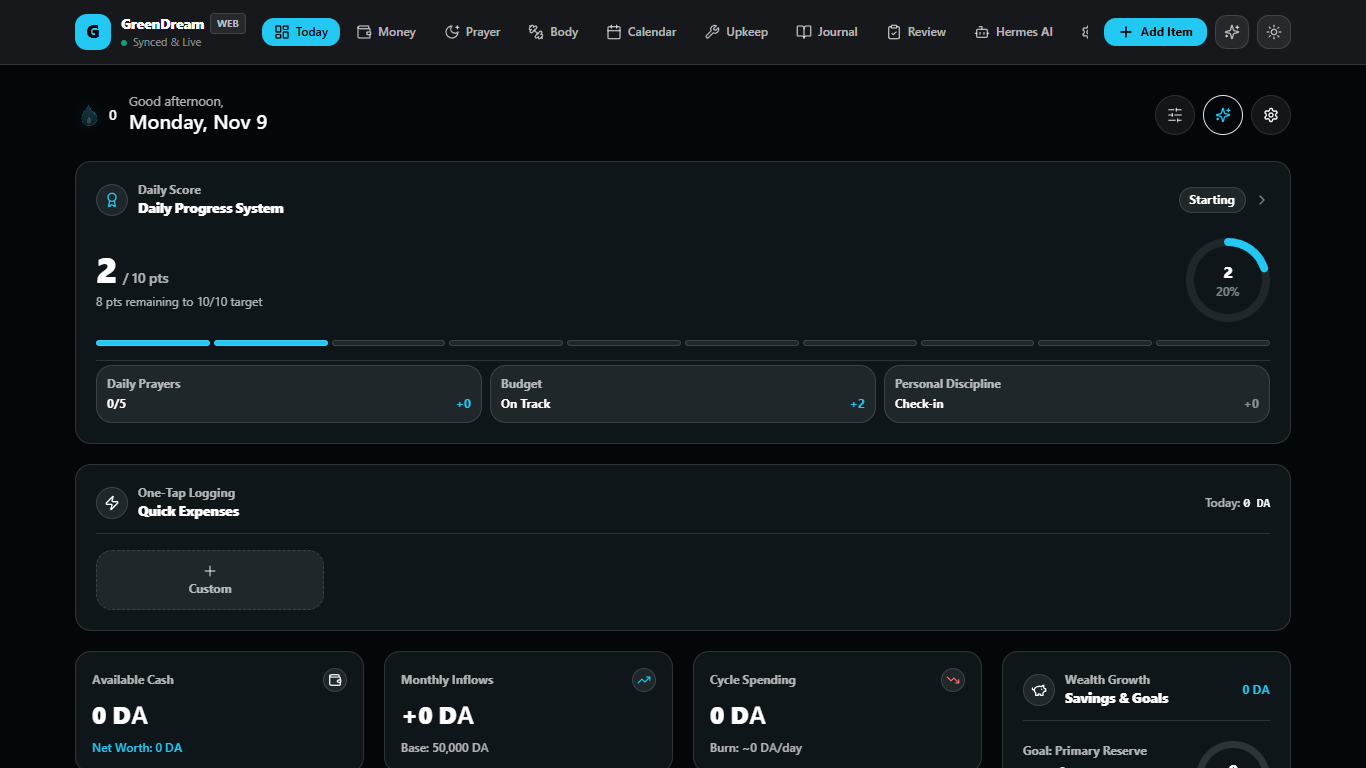 G
GreenDream WEB
Synced & Live
Today
Money
Prayer
Body
Calendar
Upkeep
Journal
Review
Hermes AI
Add Item
0
Good afternoon,
Monday, Nov 9
Daily Score
Daily Progress System
Starting
2 / 10 pts
8 pts remaining to 10/10 target
2
20%
Daily Prayers
0/5
+0
Budget
On Track
+2
Personal Discipline
Check-in
+0
One-Tap Logging
Quick Expenses
Today: 0 DA
Custom
Available Cash
0 DA
Net Worth: 0 DA
Monthly Inflows
+0 DA
Base: 50,000 DA
Cycle Spending
0 DA
Burn: ~0 DA/day
Wealth Growth
Savings & Goals
0 DA
Goal: Primary Reserve